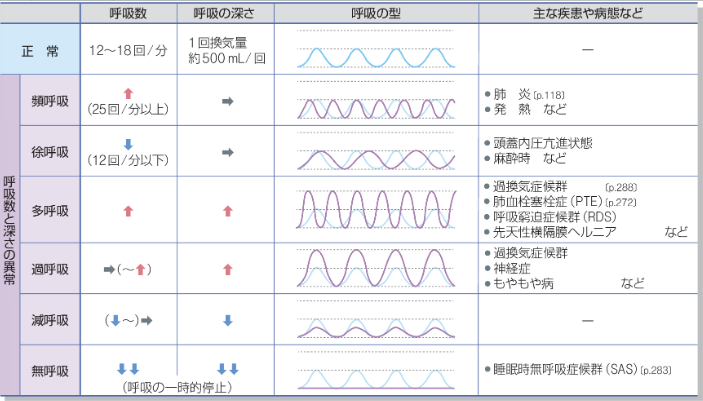 呼吸数 呼吸の深さ 呼吸の型 主な疾患や病態など
正常 12～18回/分 1回換気量 約500mL/回 ―
呼吸数と深さの異常
頻呼吸 ⬆ (25回/分以上) ➡
●肺炎〔p.118〕
●発熱 など
徐呼吸 ⬇ (12回/分以下) ➡
●頭蓋内圧亢進状態
●麻酔時 など
多呼吸 ⬆ ⬆
●過換気症候群〔p.288〕
●肺血栓塞栓症(PTE)〔p.272〕
●呼吸窮迫症候群(RDS)
●先天性横隔膜ヘルニア など
過呼吸 ➡(～⬆) ⬆
●過換気症候群
●神経症
●もやもや病 など
減呼吸 (⬇～)➡ ⬇ ―
無呼吸 ⬇⬇ ⬇⬇
(呼吸の一時的停止)
●睡眠時無呼吸症候群(SAS)〔p.283〕